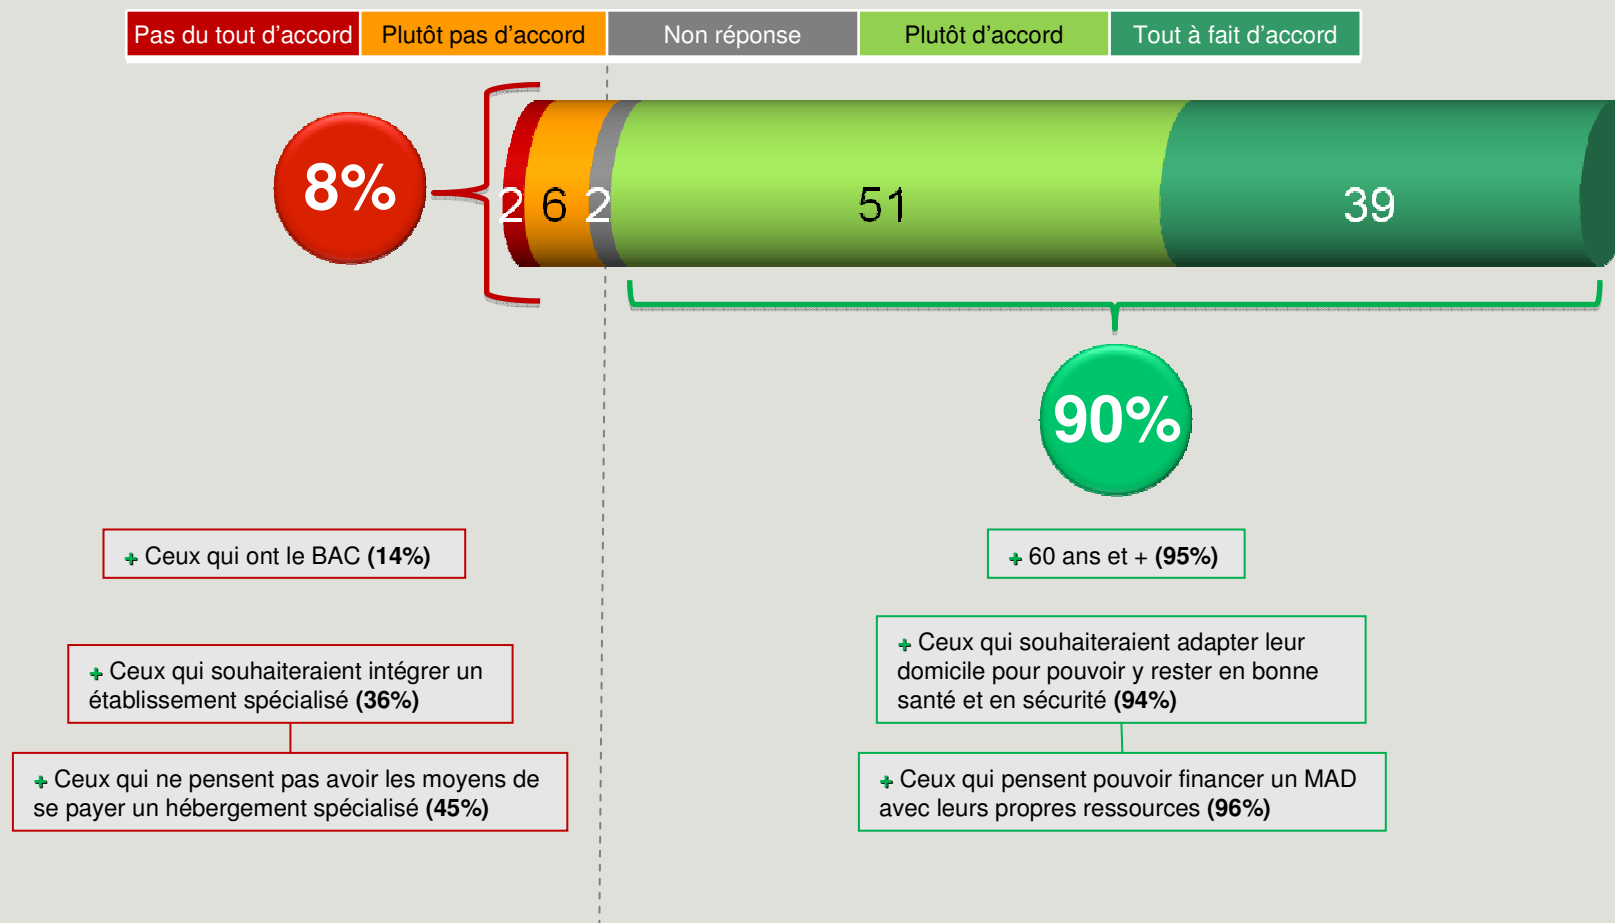 Pas du tout d’accord
Plutôt pas d’accord
Non réponse
Plutôt d’accord
Tout à fait d’accord
8%
2
6
2
51
39
90%
+ Ceux qui ont le BAC (14%)
+ Ceux qui souhaiteraient intégrer un
établissement spécialisé (36%)
+ Ceux qui ne pensent pas avoir les moyens de
se payer un hébergement spécialisé (45%)
+ 60 ans et + (95%)
+ Ceux qui souhaiteraient adapter leur
domicile pour pouvoir y rester en bonne
santé et en sécurité (94%)
+ Ceux qui pensent pouvoir financer un MAD
avec leurs propres ressources (96%)